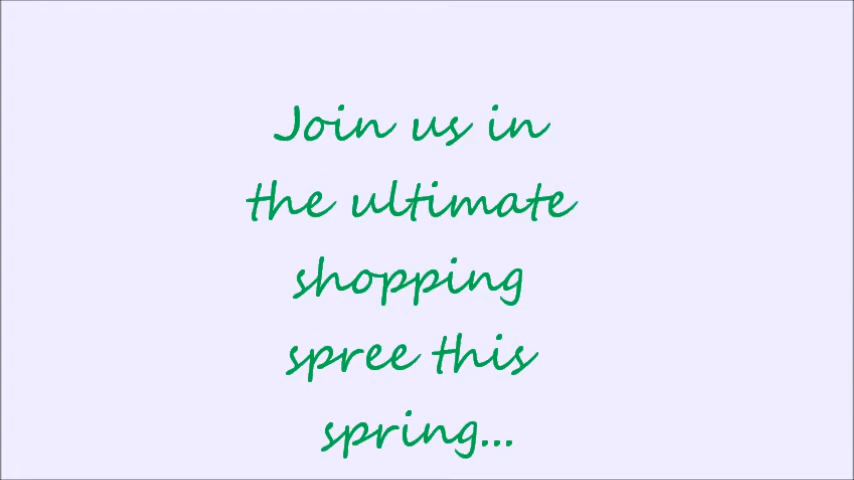 Join us in
the ultimate
shopping
spree this
spring...